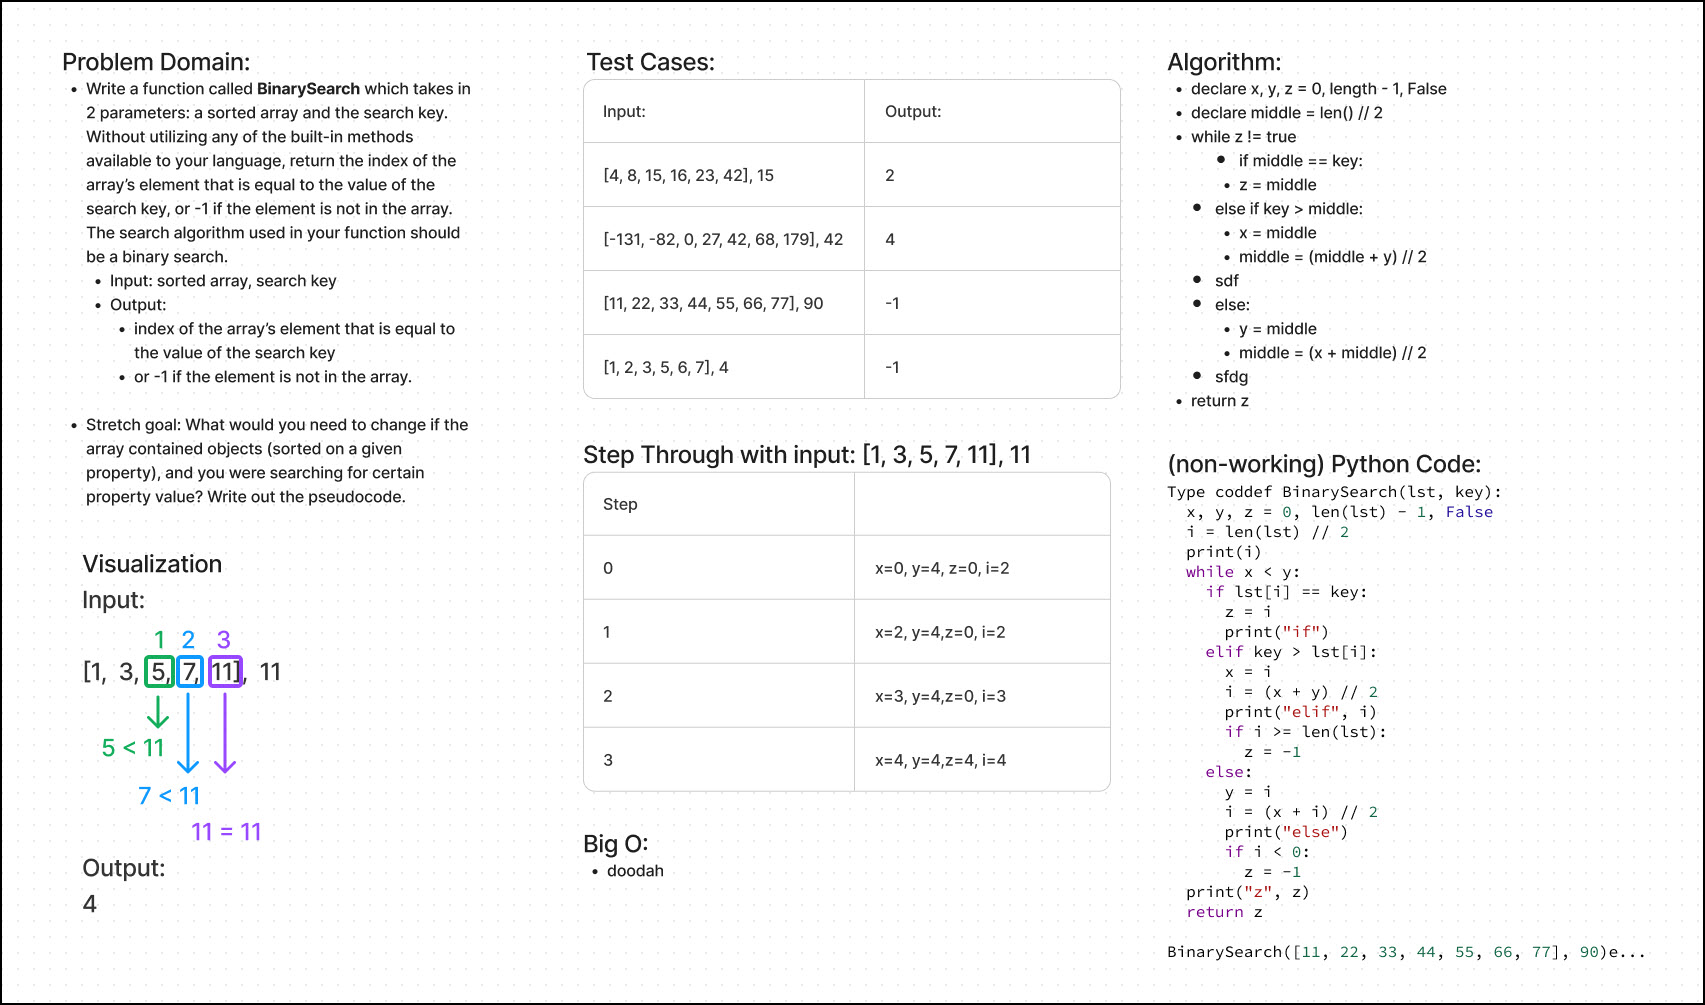 Problem Domain:
• Write a function called BinarySearch which takes in
2 parameters: a sorted array and the search key.
Without utilizing any of the built-in methods
available to your language, return the index of the
array’s element that is equal to the value of the
search key, or -1 if the element is not in the array.
The search algorithm used in your function should
be a binary search.
• Input: sorted array, search key
• Output:
• index of the array’s element that is equal to
the value of the search key
• or -1 if the element is not in the array.
• Stretch goal: What would you need to change if the
array contained objects (sorted on a given
property), and you were searching for certain
property value? Write out the pseudocode.
Visualization
Input:
1 2 3
[1, 3, 5, 7, 11], 11
5 < 11
7 < 11
11 = 11
Output:
4
Test Cases:
Input: Output:
[4, 8, 15, 16, 23, 42], 15 2
[-131, -82, 0, 27, 42, 68, 179], 42 4
[11, 22, 33, 44, 55, 66, 77], 90 -1
[1, 2, 3, 5, 6, 7], 4 -1
Step Through with input: [1, 3, 5, 7, 11], 11
Step
0 x=0, y=4, z=0, i=2
1 x=2, y=4,z=0, i=2
2 x=3, y=4,z=0, i=3
3 x=4, y=4,z=4, i=4
Big O:
• doodah
Algorithm:
• declare x, y, z = 0, length - 1, False
• declare middle = len() // 2
• while z != true
• if middle == key:
• z = middle
• else if key > middle:
• x = middle
• middle = (middle + y) // 2
• sdf
• else:
• y = middle
• middle = (x + middle) // 2
• sfdg
• return z
(non-working) Python Code:
Type coddef BinarySearch(lst, key):
x, y, z = 0, len(lst) - 1, False
i = len(lst) // 2
print(i)
while x < y:
if lst[i] == key:
z = i
print("if")
elif key > lst[i]:
x = i
i = (x + y) // 2
print("elif", i)
if i >= len(lst):
z = -1
else:
y = i
i = (x + i) // 2
print("else")
if i < 0:
z = -1
print("z", z)
return z
BinarySearch([11, 22, 33, 44, 55, 66, 77], 90)e...